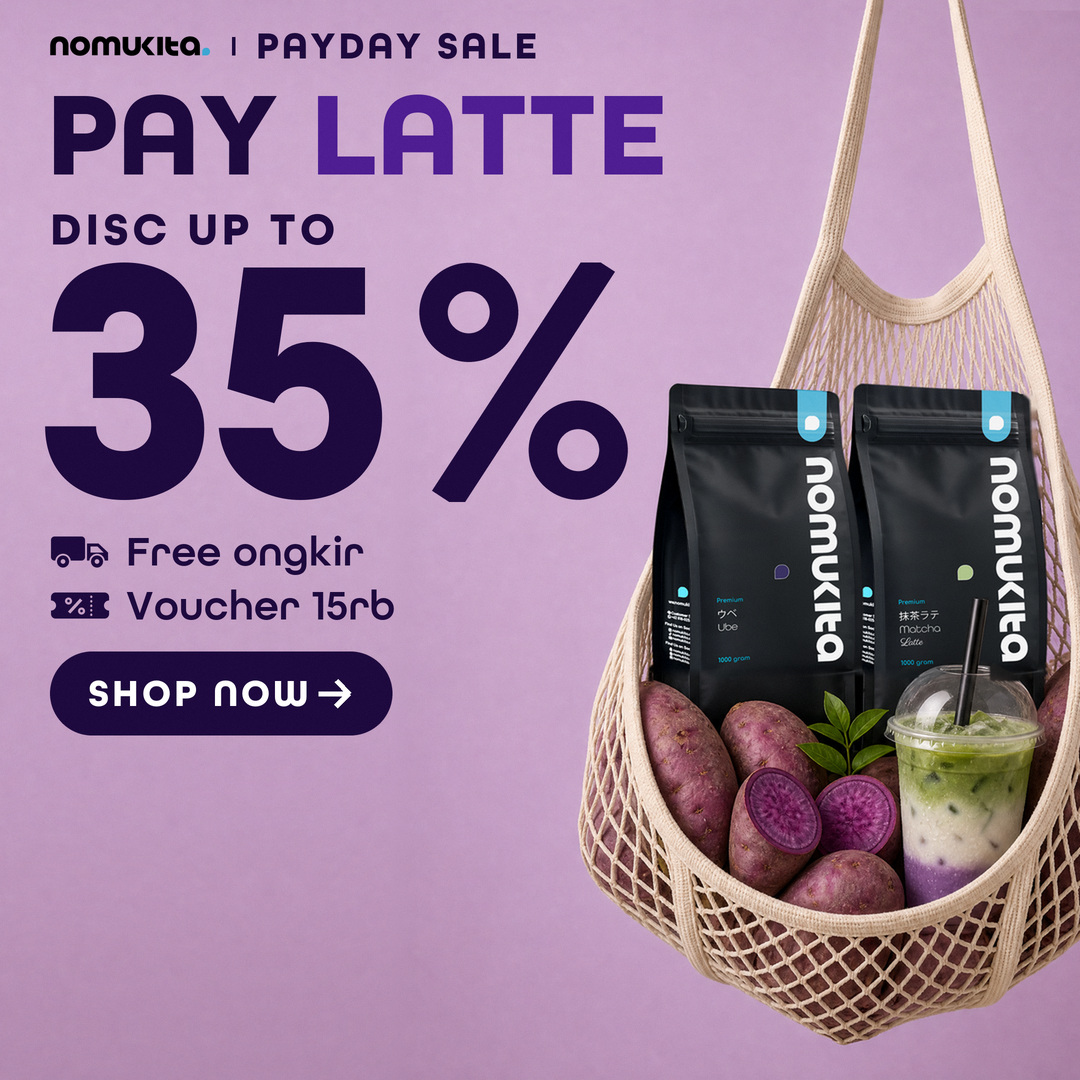 nomukita. | PAYDAY SALE
PAY LATTE
DISC UP TO
35%
Free ongkir
Voucher 15rb
SHOP NOW →
nomukita
Premium
ウベ
Ube
1000 gram
nomukita
Premium
抹茶ラテ
Matcha
Latte
1000 gram